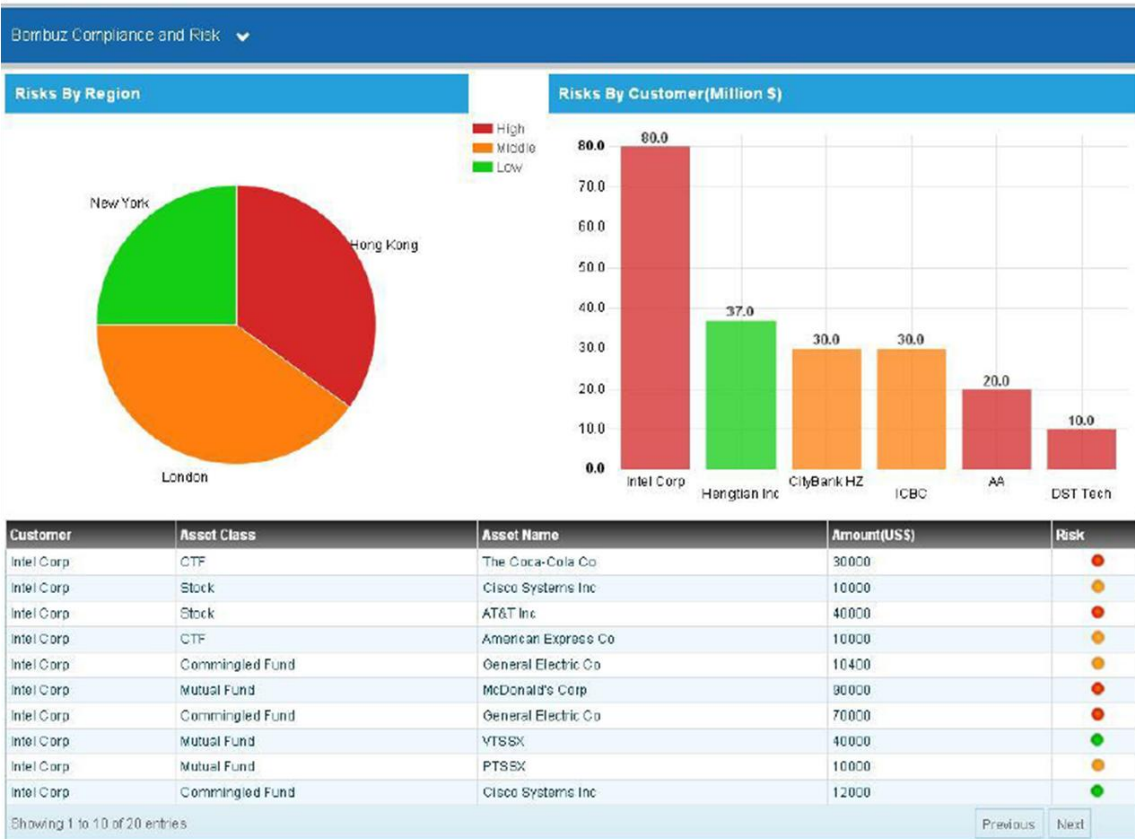 Bombuz Compliance and Risk
Risks By Region
High
Middle
Low
New York
Hong Kong
London
Risks By Customer(Million $)
80.0
70.0
60.0
50.0
40.0
30.0
20.0
10.0
0.0
80.0
37.0
30.0
30.0
20.0
10.0
Intel Corp
Hengtian Inc
CityBank HZ
ICBC
AA
DST Tech
Customer Asset Class Asset Name Amount(US$) Risk
Intel Corp CTF The Coca-Cola Co 30000
Intel Corp Stock Cisco Systems Inc 10000
Intel Corp Stock AT&T Inc 40000
Intel Corp CTF American Express Co 10000
Intel Corp Commingled Fund General Electric Co 10400
Intel Corp Mutual Fund McDonald's Corp
Intel Corp Commingled Fund General Electric Co 70000
Intel Corp Mutual Fund VTSSX 40000
Intel Corp Mutual Fund PTSSX 10000
Intel Corp Commingled Fund Cisco Systems Inc 12000
Showing 1 to 10 of 20 entries
Previous Next